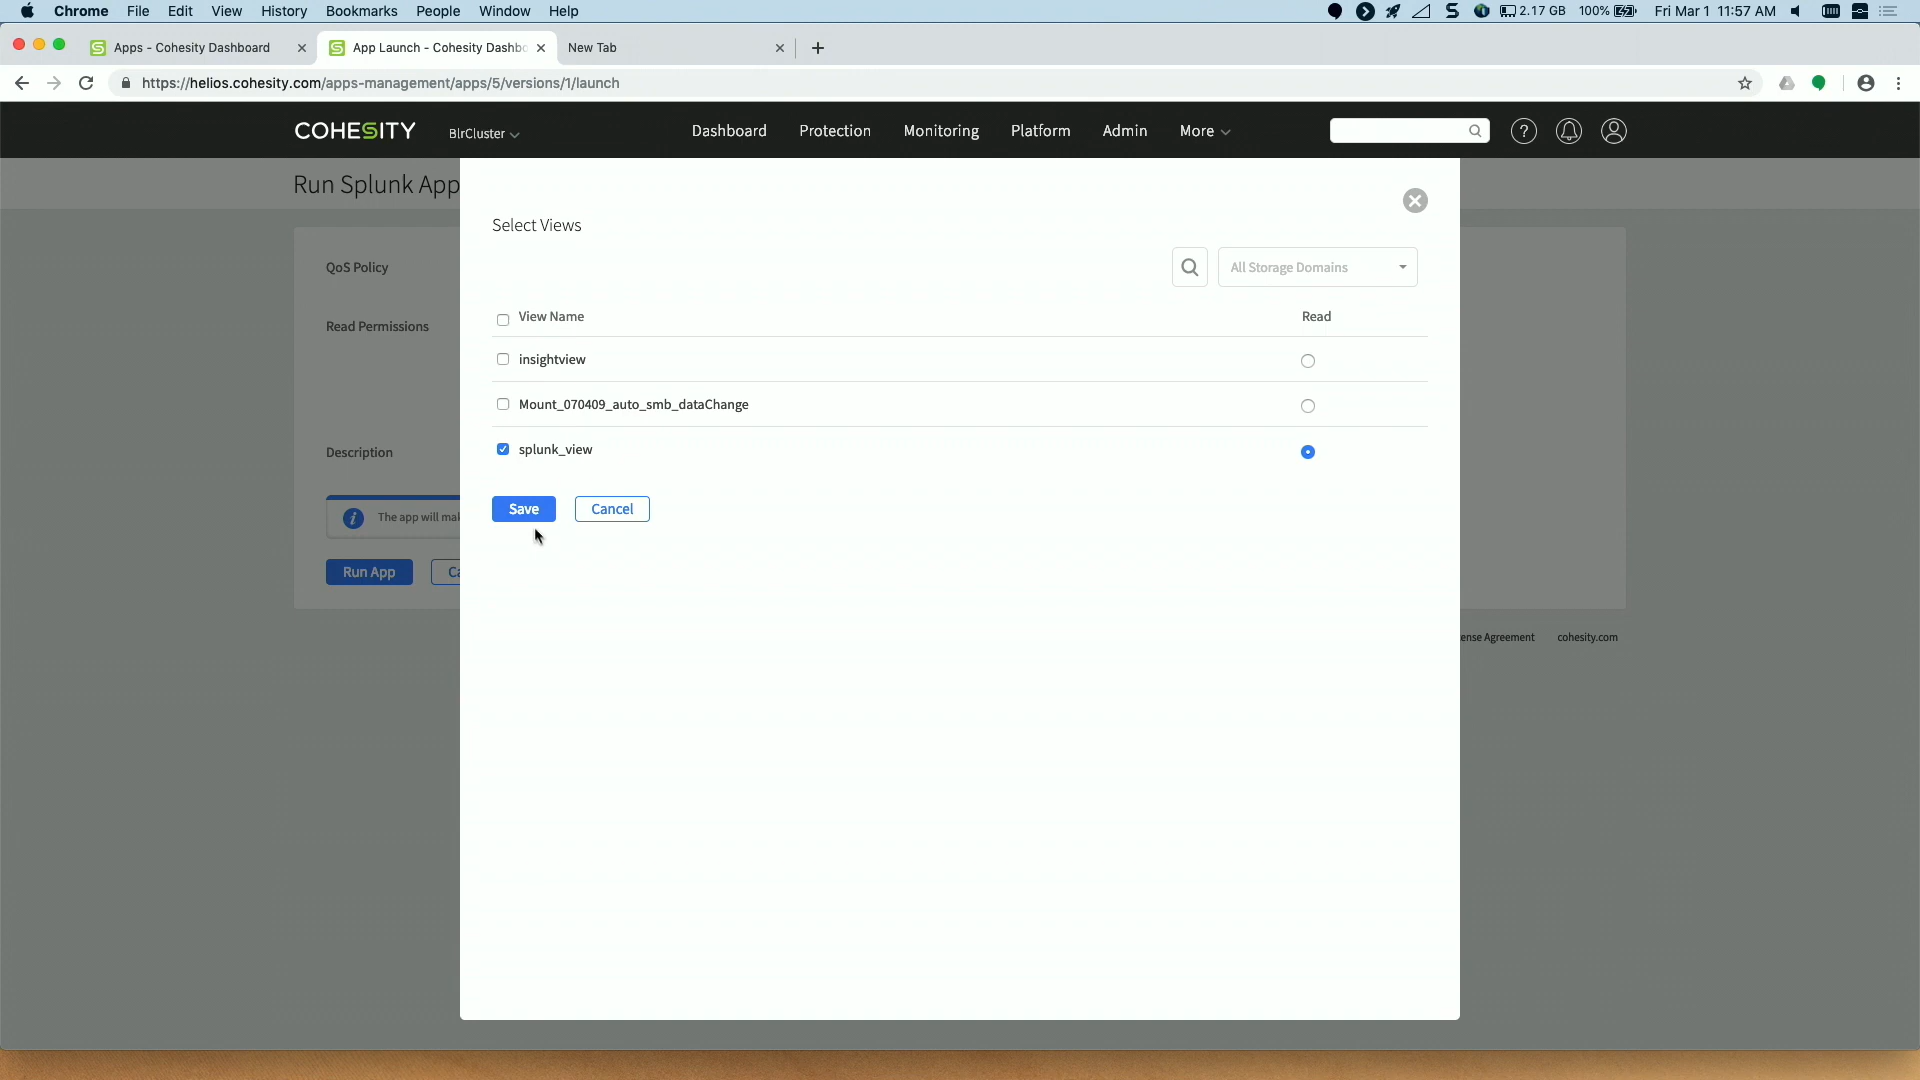 Chrome File Edit View History Bookmarks People Window Help 2.17 GB 100% Fri Mar 1 11:57 AM
Apps - Cohesity Dashboard App Launch - Cohesity Dashbo New Tab
https://helios.cohesity.com/apps-management/apps/5/versions/1/launch
COHESITY BlrCluster Dashboard Protection Monitoring Platform Admin More
Run Splunk App
Select Views
QoS Policy
All Storage Domains
View Name Read
Read Permissions
insightview
Mount_070409_auto_smb_dataChange
splunk_view
Description
Save Cancel
The app will mak
Run App Ca
ense Agreement cohesity.com